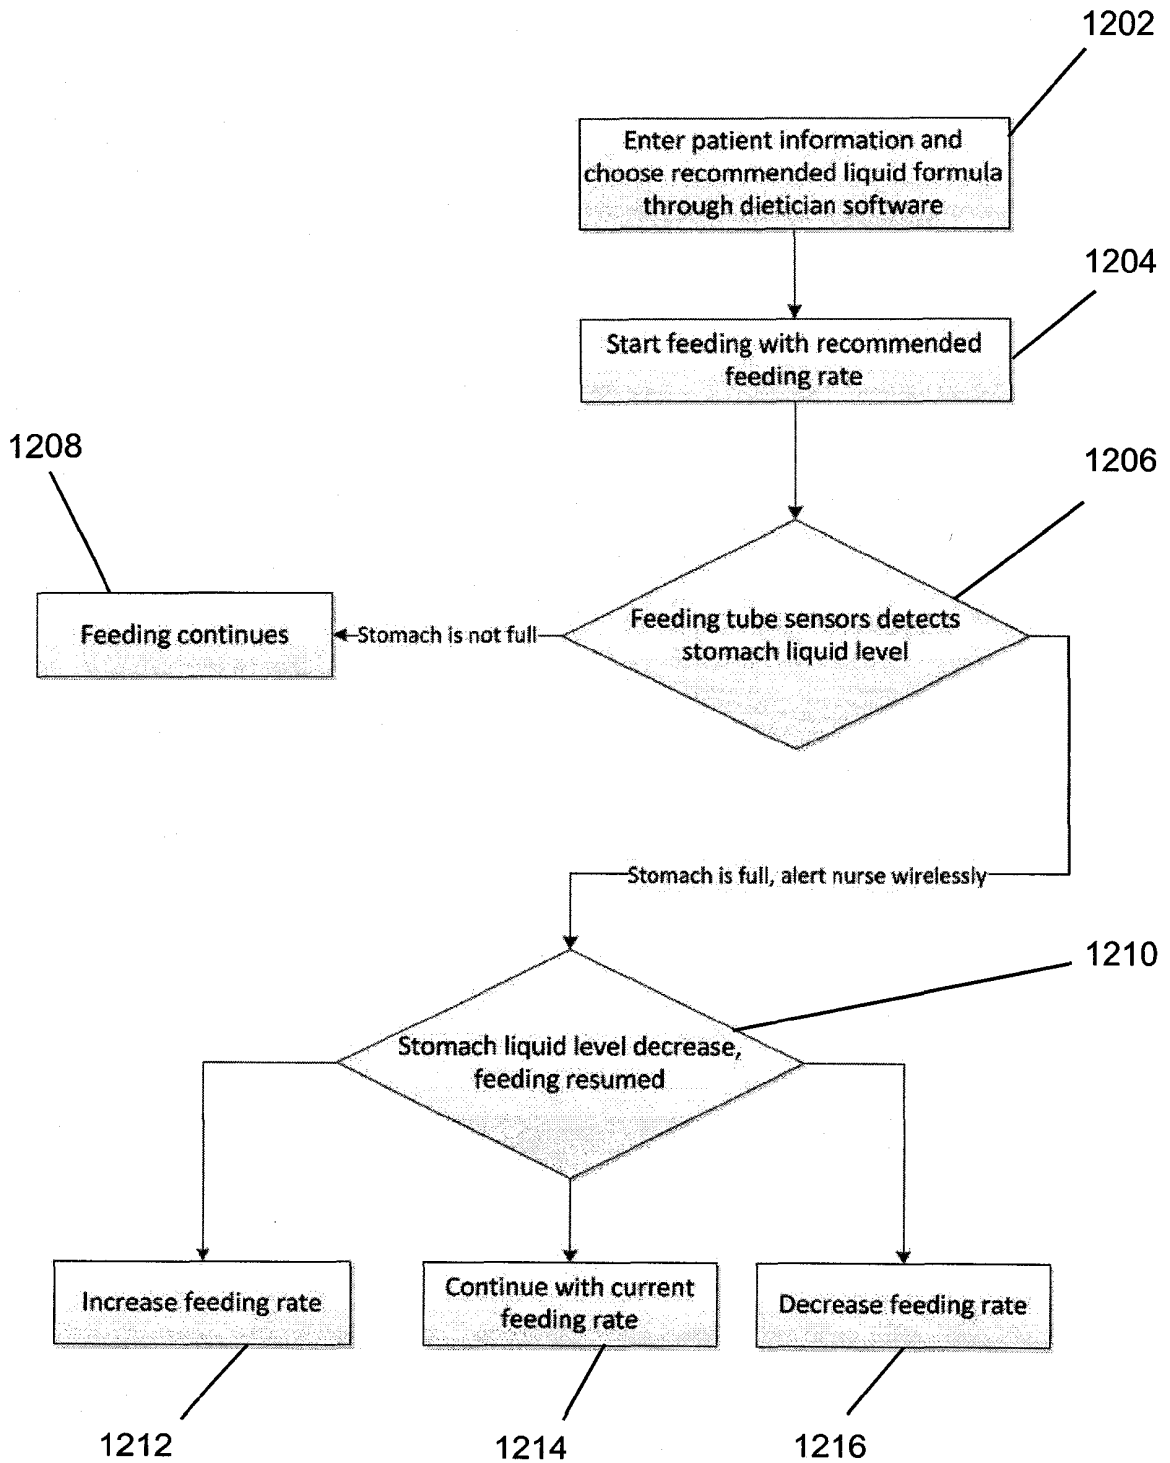 1202
Enter patient information and
choose recommended liquid formula
through dietician software
1204
Start feeding with recommended
feeding rate
1208
1206
Feeding continues
Stomach is not full
Feeding tube sensors detects
stomach liquid level
Stomach is full, alert nurse wirelessly
1210
Stomach liquid level decrease,
feeding resumed
Increase feeding rate
Continue with current
feeding rate
Decrease feeding rate
1212
1214
1216